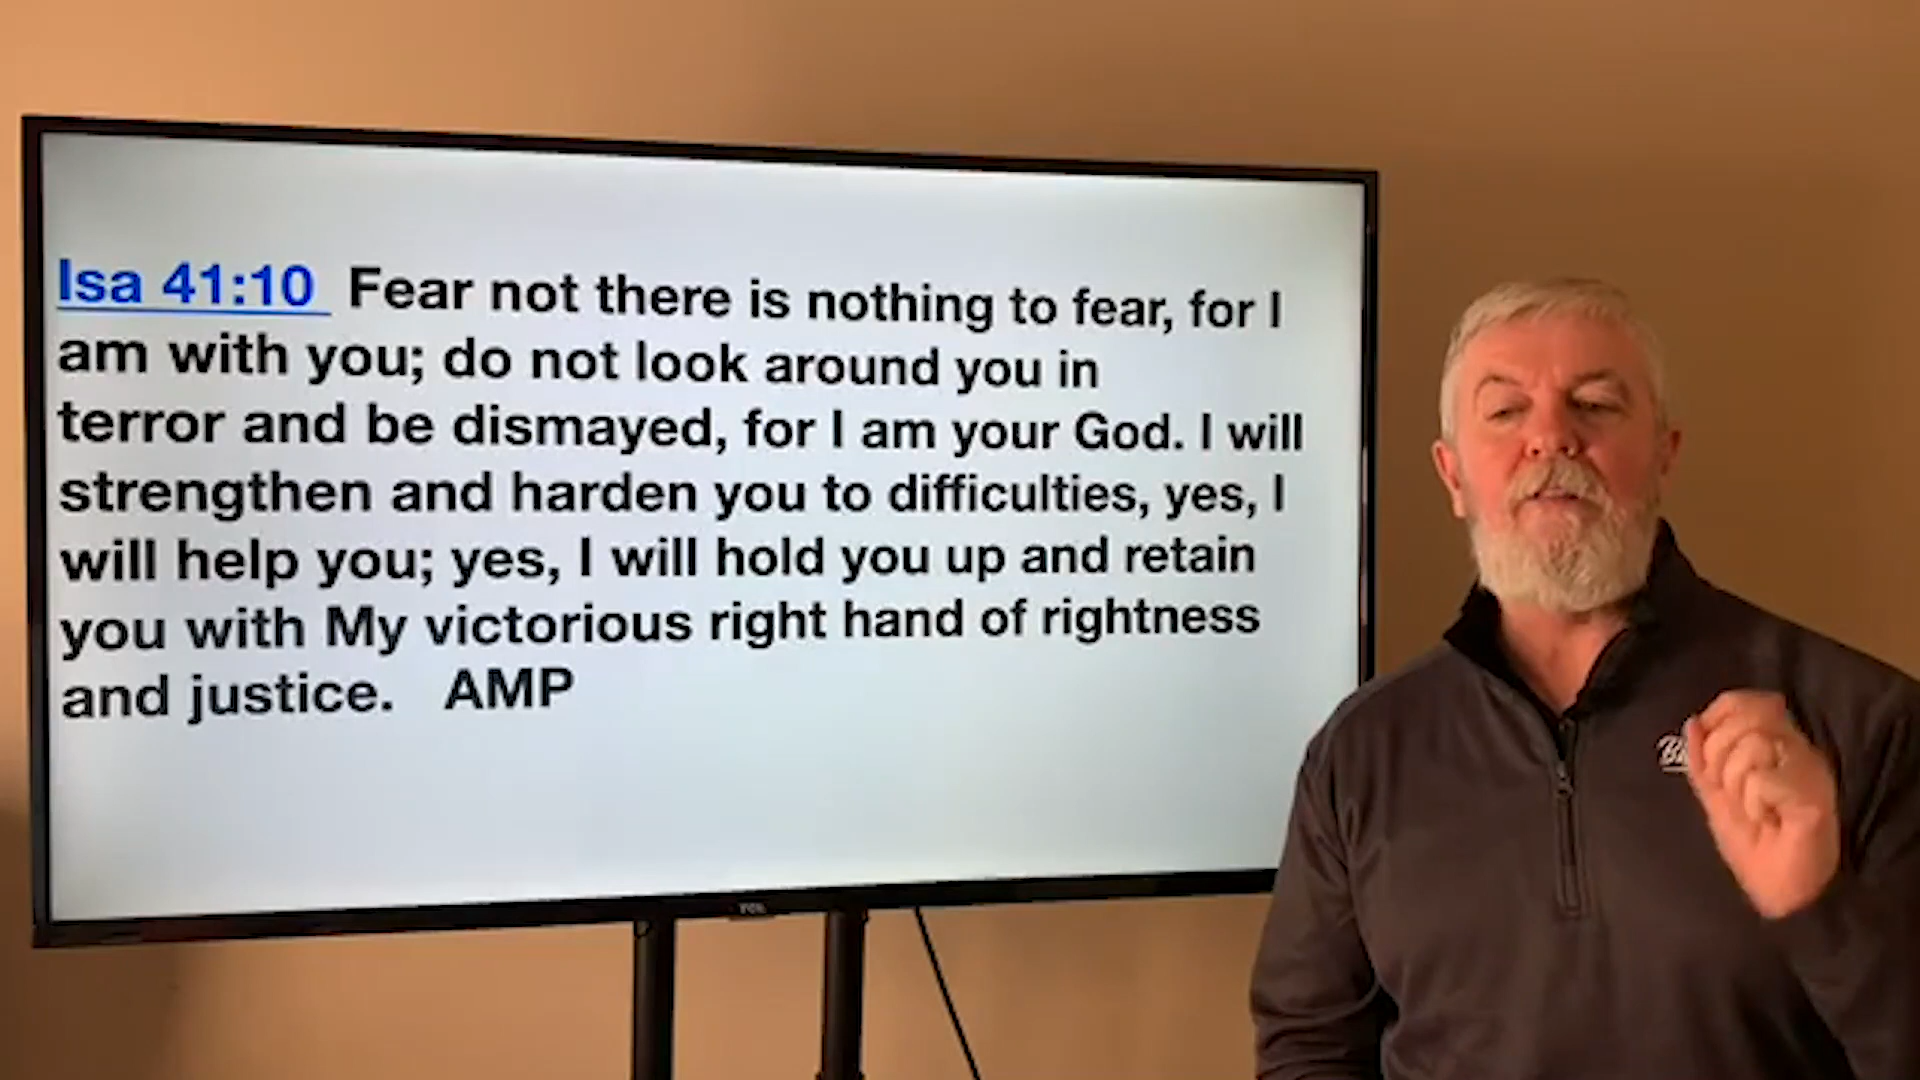 Isa 41:10 Fear not there is nothing to fear, for I
am with you; do not look around you in
terror and be dismayed, for I am your God. I will
strengthen and harden you to difficulties, yes, I
will help you; yes, I will hold you up and retain
you with My victorious right hand of rightness
and justice. AMP
TCL